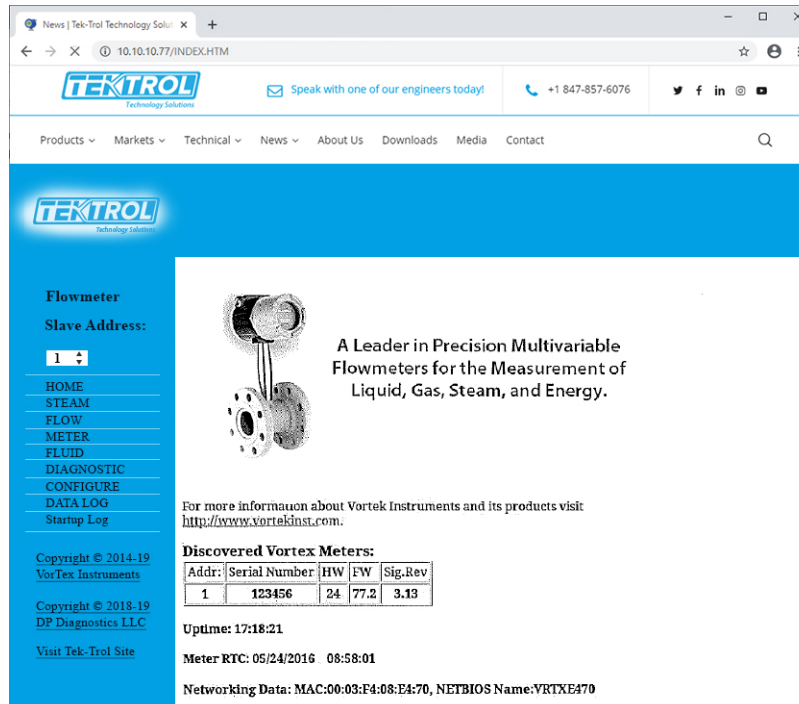 News | Tek-Trol Technology Solut
10.10.10.77/INDEX.HTM
TEKTROL
Technology Solutions
Speak with one of our engineers today!
+1 847-857-6076
Products Markets Technical News About Us Downloads Media Contact
TEKTROL
Technology Solutions
Flowmeter
Slave Address:
1
HOME
STEAM
FLOW
METER
FLUID
DIAGNOSTIC
CONFIGURE
DATA LOG
Startup Log
Copyright © 2014-19
VorTex Instruments
Copyright © 2018-19
DP Diagnostics LLC
Visit Tek-Trol Site
A Leader in Precision Multivariable
Flowmeters for the Measurement of
Liquid, Gas, Steam, and Energy.
For more information about Vortek Instruments and its products visit
http://www.vortekinst.com.
Discovered Vortex Meters:
Addr: Serial Number HW FW Sig.Rev
1 123456 24 77.2 3.13
Uptime: 17:18:21
Meter RTC: 05/24/2016 08:58:01
Networking Data: MAC:00:03:F4:08:E4:70, NETBIOS Name:VRTXE470